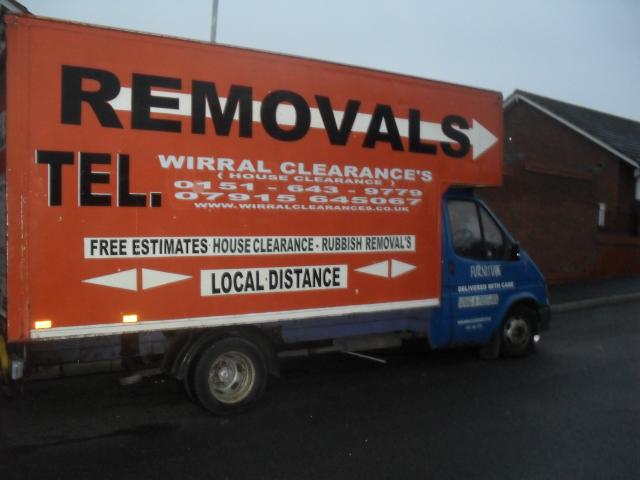 REMOVALS
TEL.
WIRRAL CLEARANCE'S
( HOUSE CLEARANCE )
0151 - 643 - 9779
07915 645067
WWW.WIRRALCLEARANCES.CO.UK
FREE ESTIMATES·HOUSE CLEARANCE - RUBBISH REMOVAL'S
LOCAL·DISTANCE
FURNITURE
DELIVERED WITH CARE